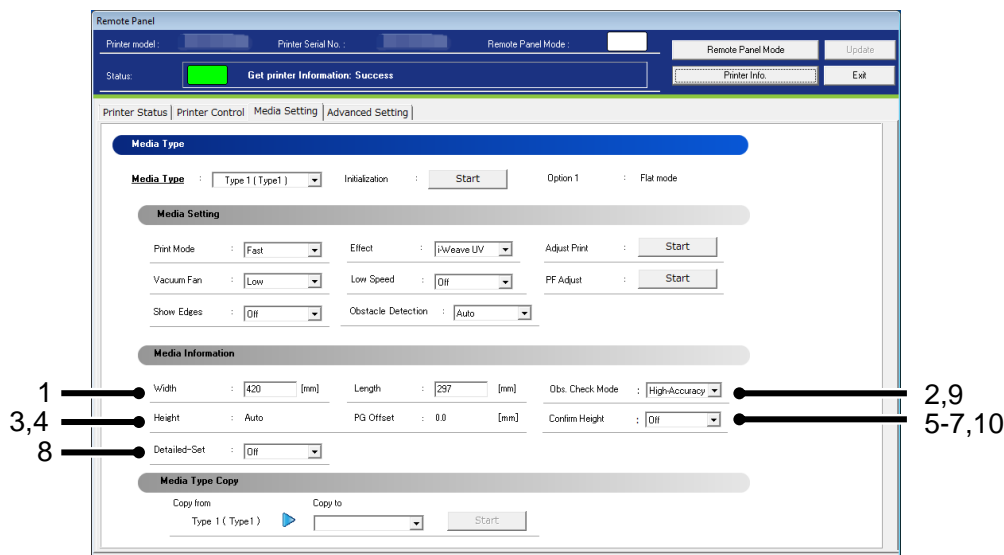 Remote Panel
Printer model : Printer Serial No. : Remote Panel Mode : Remote Panel Mode Update
Status: Get printer Information: Success Printer Info. Exit
Printer Status Printer Control Media Setting Advanced Setting
Media Type
Media Type : Type 1 ( Type1 ) Initialization : Start Option 1 : Flat mode
Media Setting
Print Mode : Fast Effect : i-Weave UV Adjust Print : Start
Vacuum Fan : Low Low Speed : Off PF Adjust : Start
Show Edges : Off Obstacle Detection : Auto
Media Information
1 Width : 420 [mm] Length : 297 [mm] Obs. Check Mode : High-Accuracy 2,9
3,4 Height : Auto PG Offset : 0.0 [mm] Confirm Height : Off 5-7,10
8 Detailed-Set : Off
Media Type Copy
Copy from Copy to
Type 1 ( Type1 ) Start